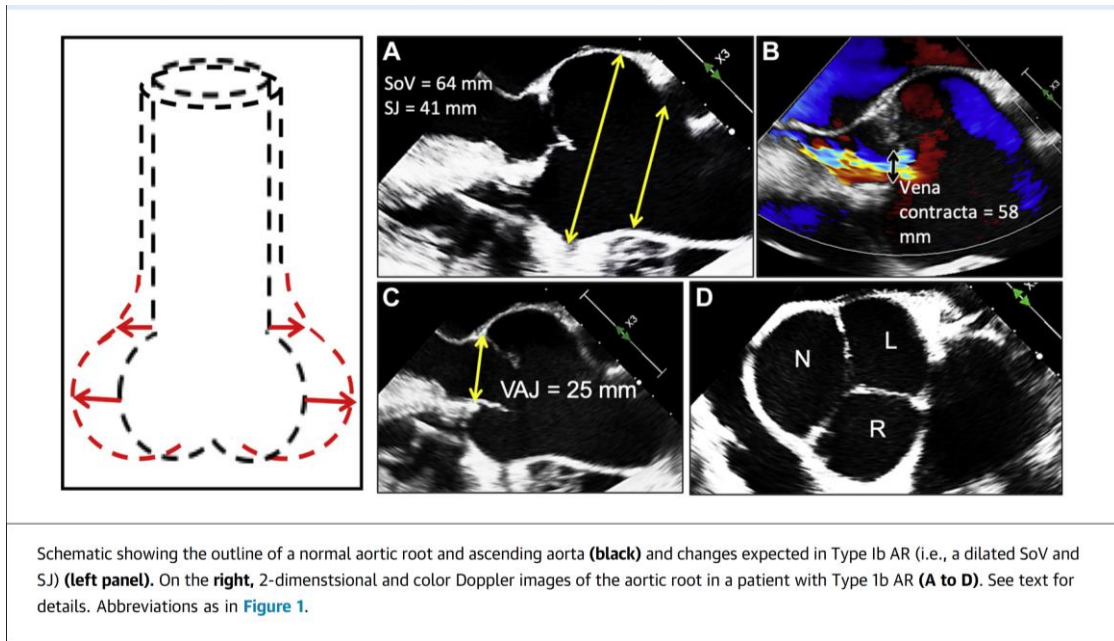 A
SoV = 64 mm
SJ = 41 mm
X3
B
X3
Vena
contracta = 58
mm
C
X3
VAJ = 25 mm
D
N
L
R
Schematic showing the outline of a normal aortic root and ascending aorta (black) and changes expected in Type Ib AR (i.e., a dilated SoV and
SJ) (left panel). On the right, 2-dimenstsional and color Doppler images of the aortic root in a patient with Type 1b AR (A to D). See text for
details. Abbreviations as in Figure 1.